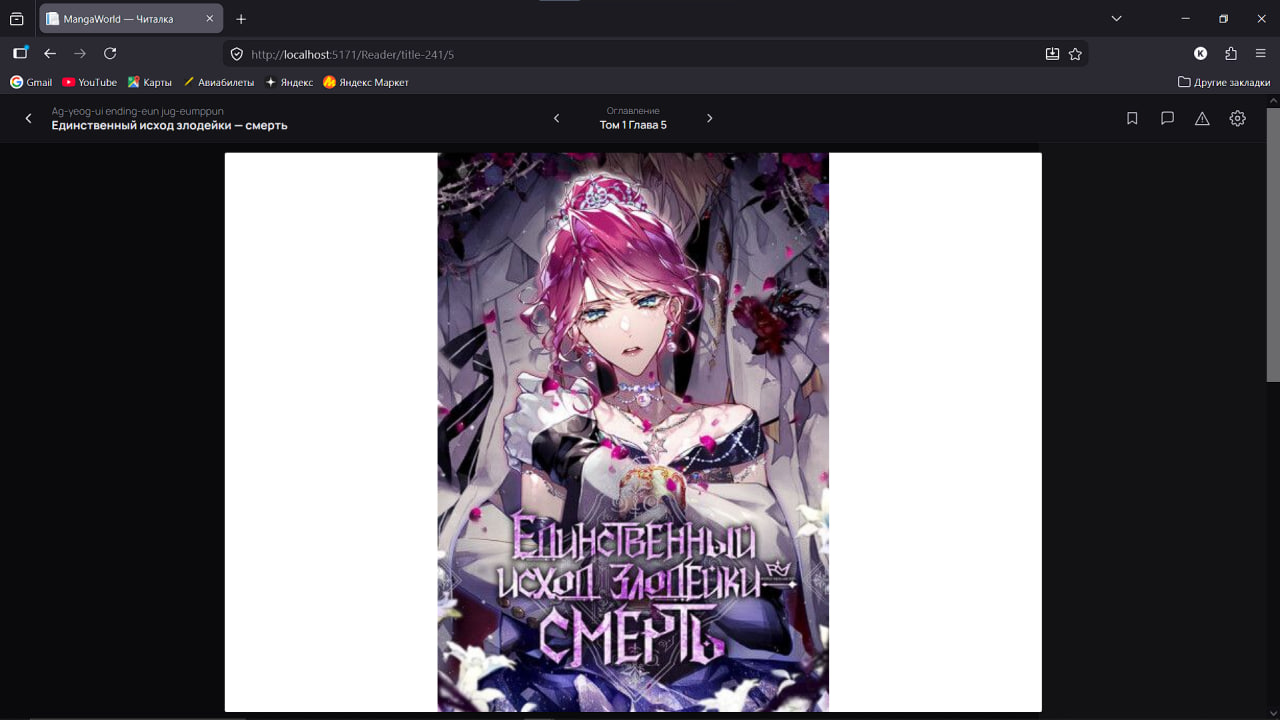 MangaWorld — Читалка
http://localhost:5171/Reader/title-241/5
K
Gmail
YouTube
Карты
Авиабилеты
Яндекс
Яндекс Маркет
Другие закладки
Ag-yeog-ui ending-eun jug-eumppun
Единственный исход злодейки — смерть
Оглавление
Том 1 Глава 5
Единственный
исход злодейки
смерть